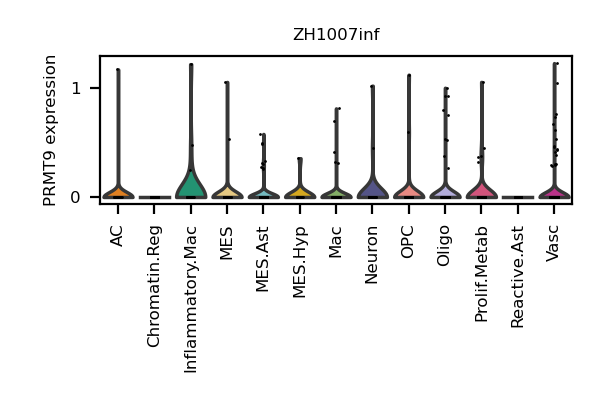 ZH1007inf
PRMT9 expression
1
0
AC
Chromatin.Reg
Inflammatory.Mac
MES
MES.Ast
MES.Hyp
Mac
Neuron
OPC
Oligo
Prolif.Metab
Reactive.Ast
Vasc